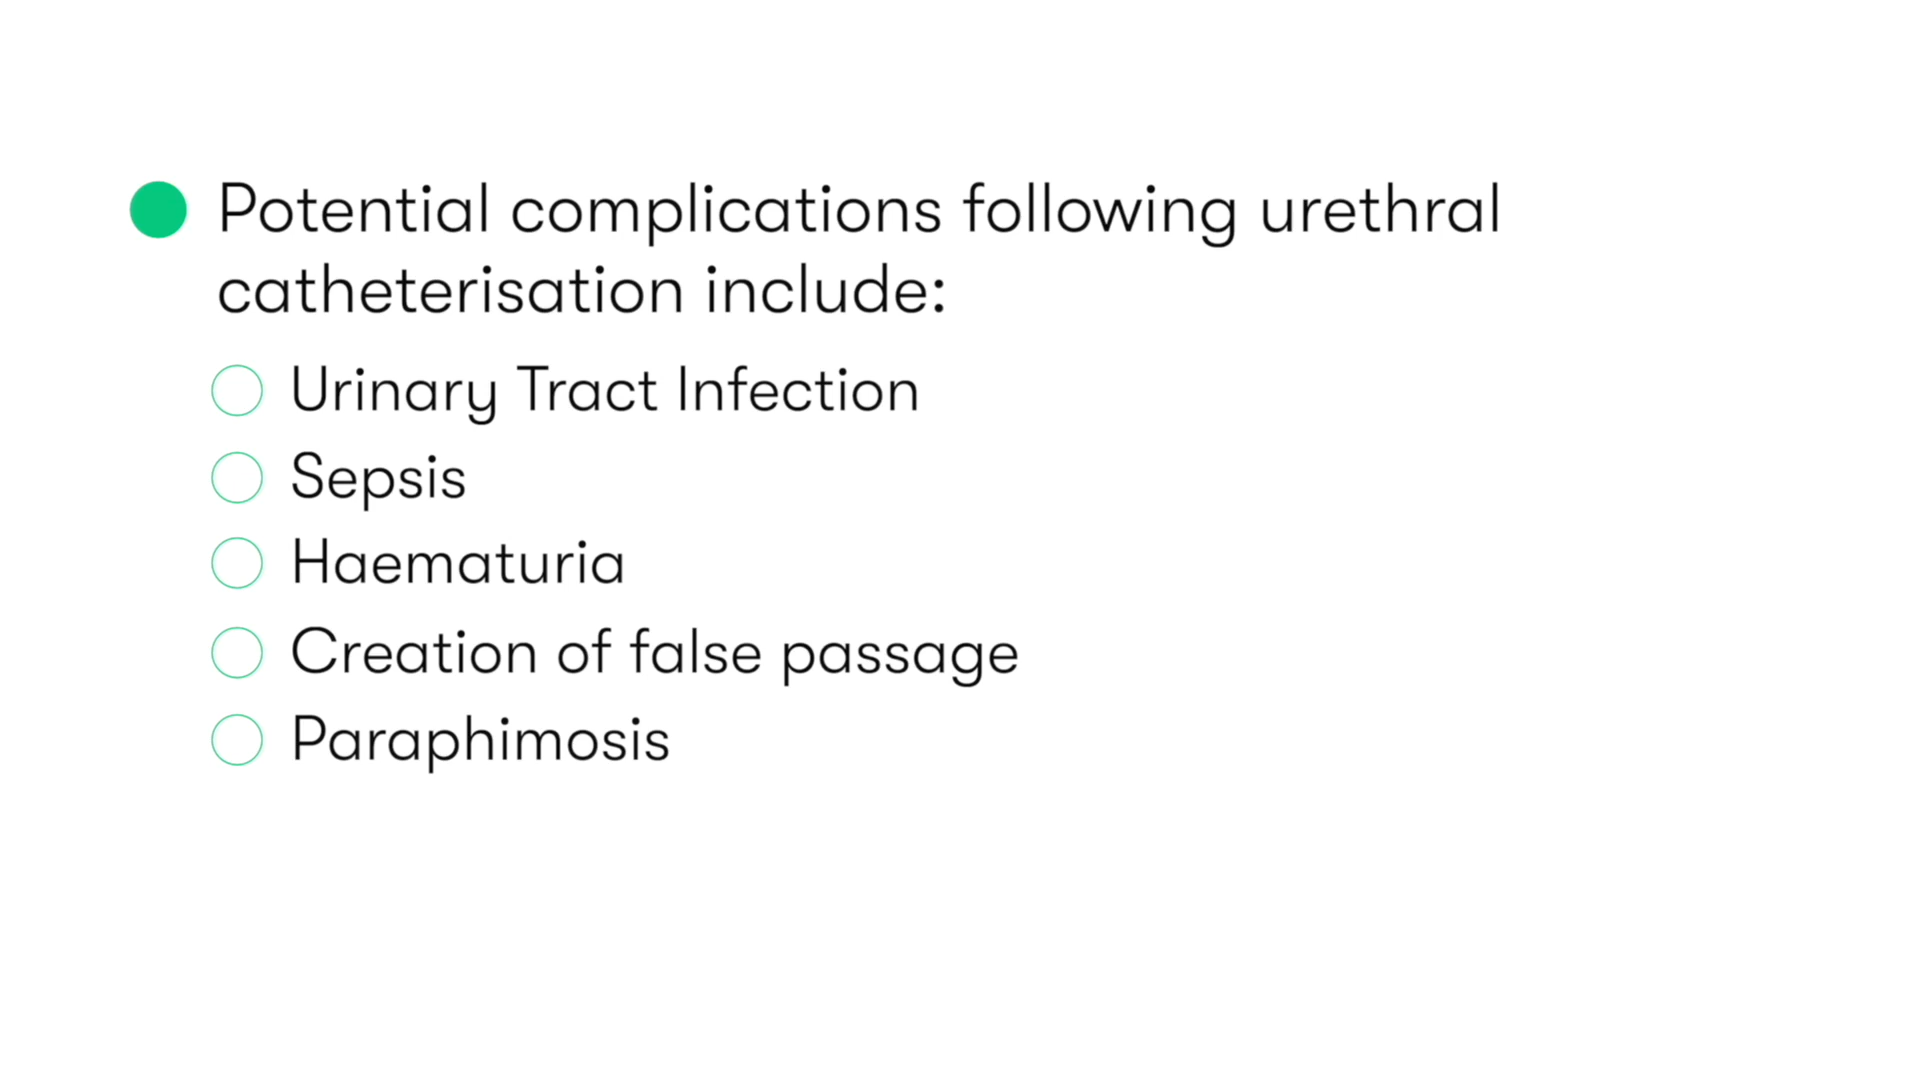 Potential complications following urethral
catheterisation include:
Urinary Tract Infection
Sepsis
Haematuria
Creation of false passage
Paraphimosis